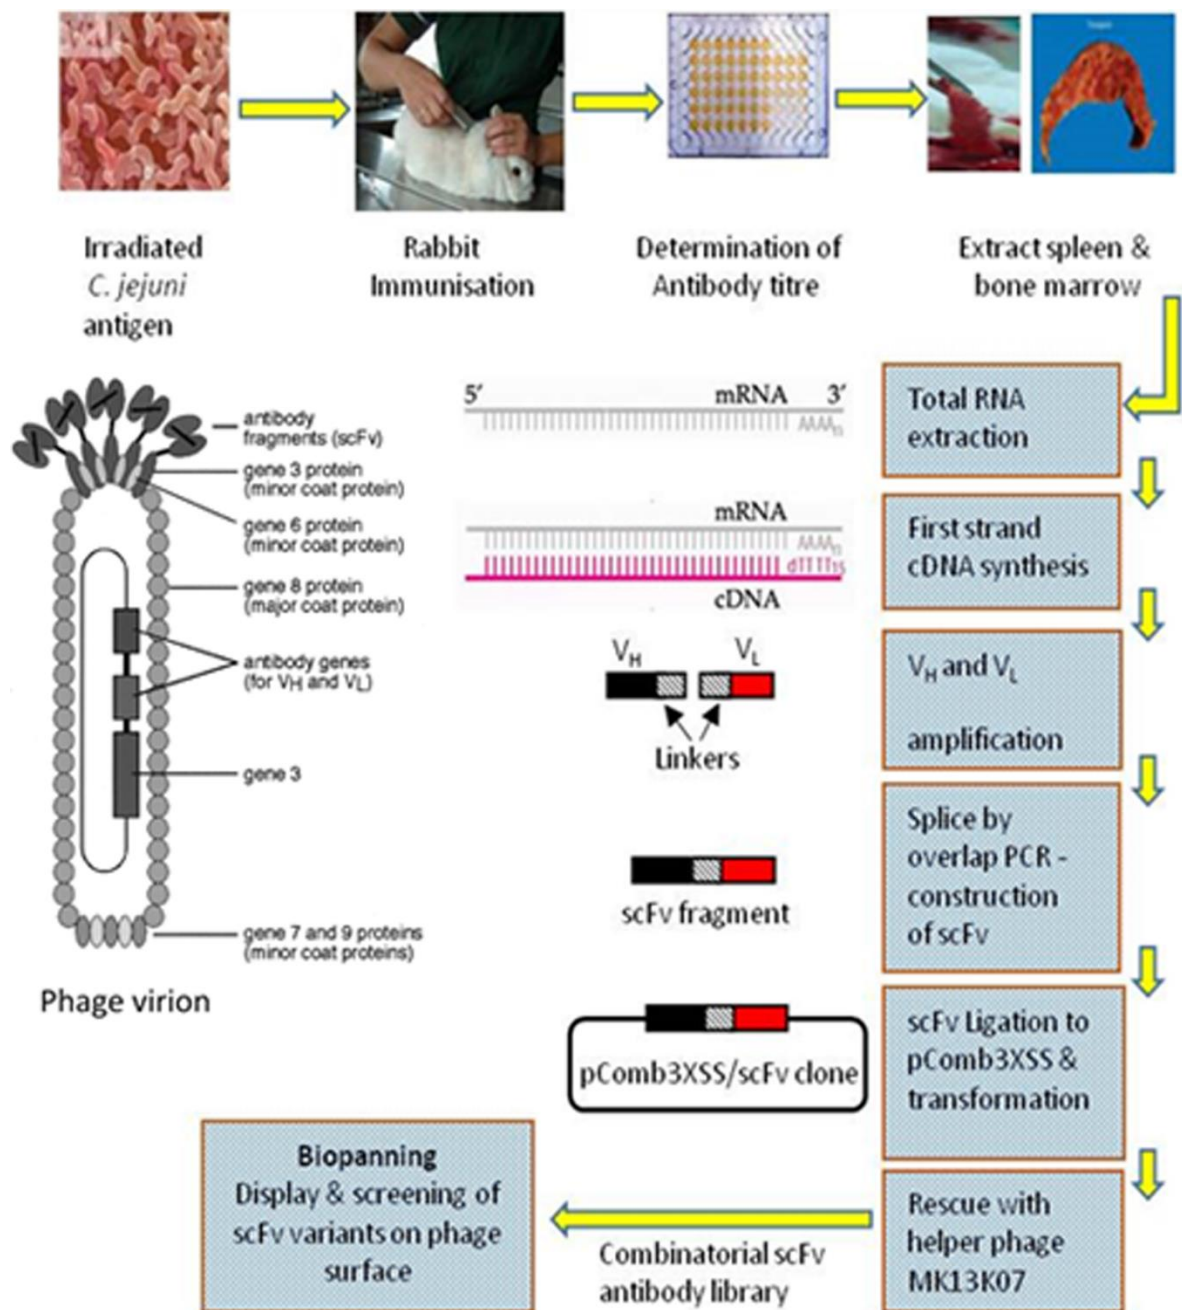 Irradiated
C. jejuni
antigen
Rabbit
Immunisation
Determination of
Antibody titre
Extract spleen &
bone marrow
antibody
fragments (scFv)
gene 3 protein
(minor coat protein)
gene 6 protein
(minor coat protein)
gene 8 protein
(major coat protein)
antibody genes
(for VH and VL)
gene 3
gene 7 and 9 proteins
(minor coat proteins)
Phage virion
5′ mRNA 3′
AAAAn
mRNA
AAAAn
dTTTT15
cDNA
VH VL
Linkers
scFv fragment
pComb3XSS/scFv clone
Total RNA
extraction
First strand
cDNA synthesis
VH and VL
amplification
Splice by
overlap PCR -
construction
of scFv
scFv Ligation to
pComb3XSS &
transformation
Rescue with
helper phage
MK13K07
Combinatorial scFv
antibody library
Biopanning
Display & screening of
scFv variants on phage
surface